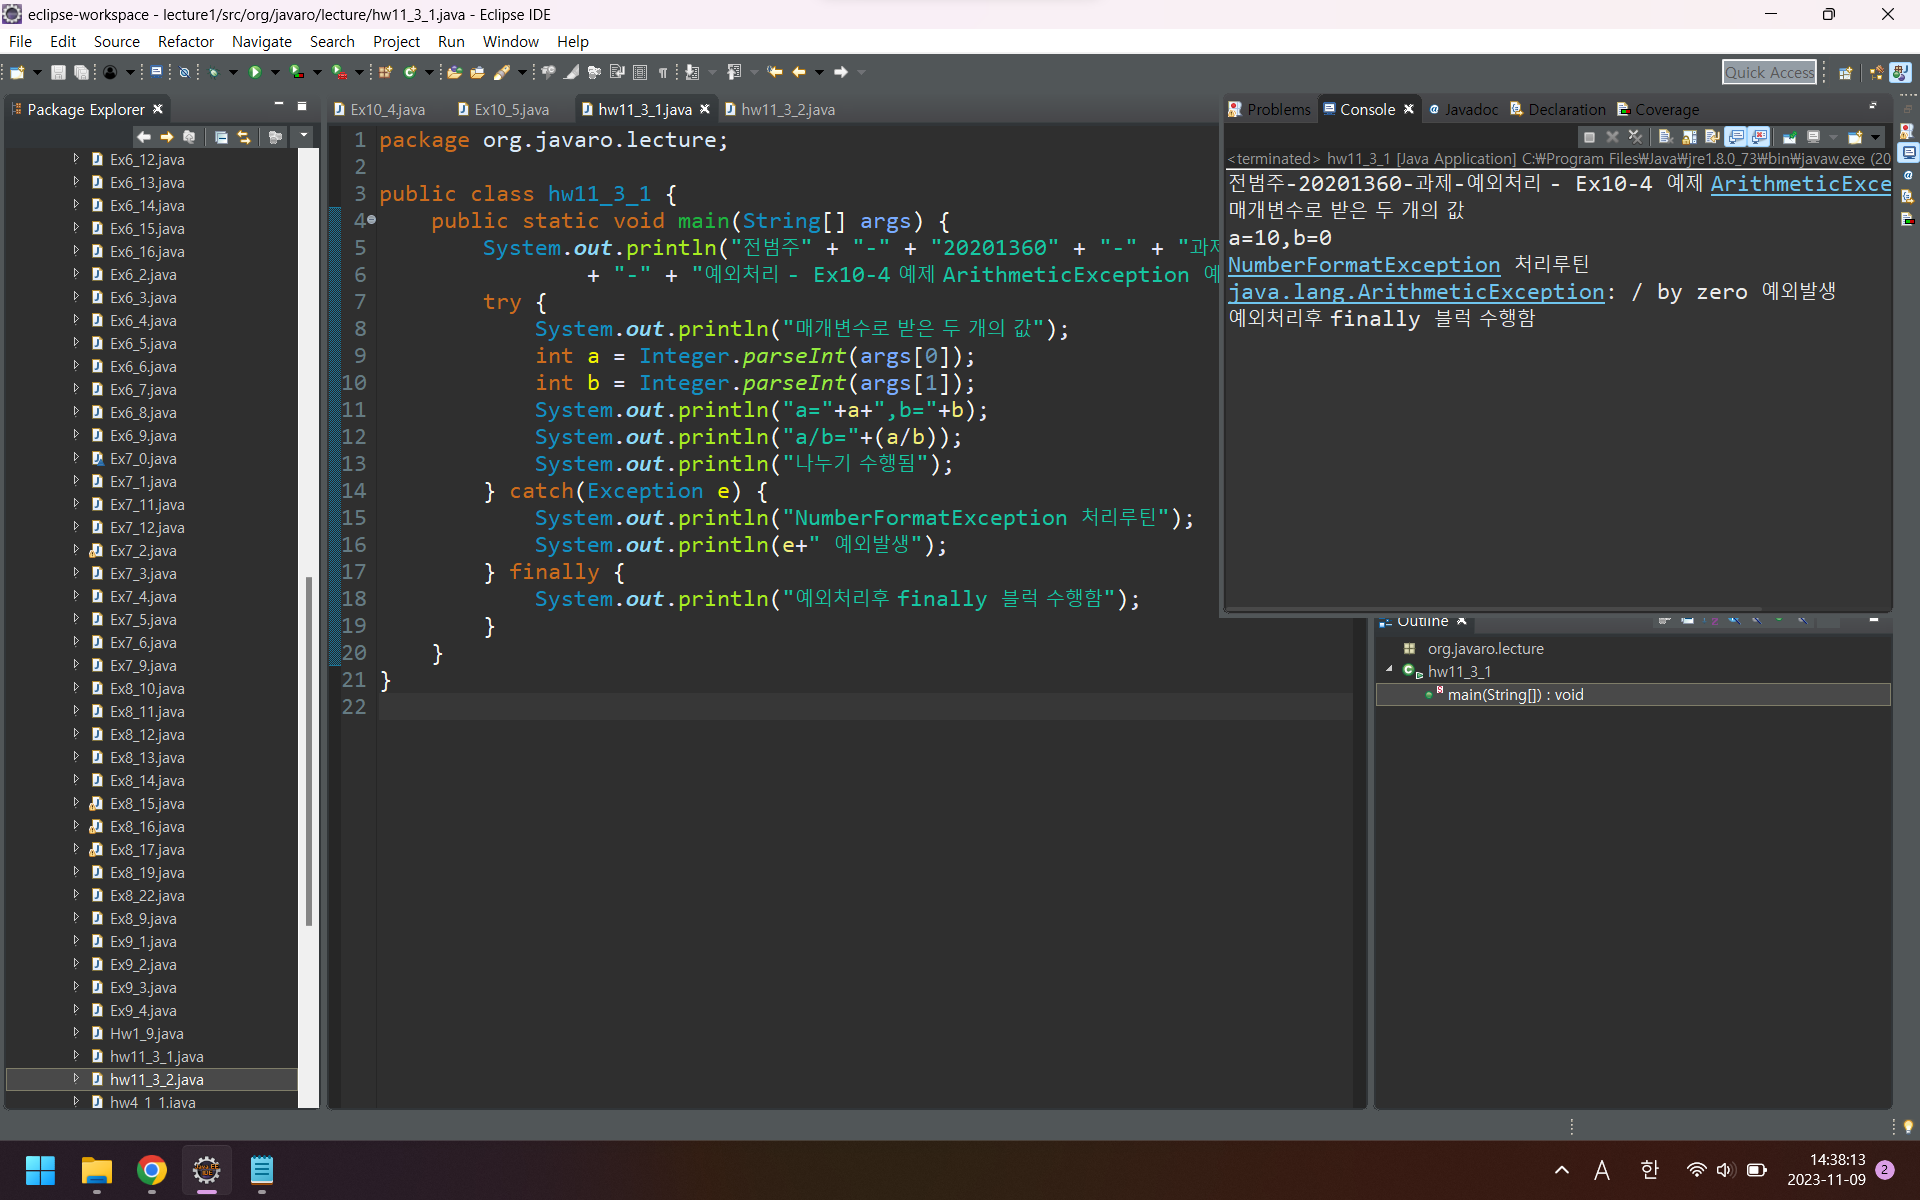 eclipse-workspace - lecture1/src/org/javaro/lecture/hw11_3_1.java - Eclipse IDE
File Edit Source Refactor Navigate Search Project Run Window Help
Quick Access
Package Explorer
Ex6_12.java
Ex6_13.java
Ex6_14.java
Ex6_15.java
Ex6_16.java
Ex6_2.java
Ex6_3.java
Ex6_4.java
Ex6_5.java
Ex6_6.java
Ex6_7.java
Ex6_8.java
Ex6_9.java
Ex7_0.java
Ex7_1.java
Ex7_11.java
Ex7_12.java
Ex7_2.java
Ex7_3.java
Ex7_4.java
Ex7_5.java
Ex7_6.java
Ex7_9.java
Ex8_10.java
Ex8_11.java
Ex8_12.java
Ex8_13.java
Ex8_14.java
Ex8_15.java
Ex8_16.java
Ex8_17.java
Ex8_19.java
Ex8_22.java
Ex8_9.java
Ex9_1.java
Ex9_2.java
Ex9_3.java
Ex9_4.java
Hw1_9.java
hw11_3_1.java
hw11_3_2.java
hw4_1_1.java
Ex10_4.java Ex10_5.java hw11_3_1.java hw11_3_2.java
1 package org.javaro.lecture;
2
3 public class hw11_3_1 {
4 public static void main(String[] args) {
5 System.out.println("전범주" + "-" + "20201360" + "-" + "과제
6 + "-" + "예외처리 - Ex10-4 예제 ArithmeticException 예
7 try {
8 System.out.println("매개변수로 받은 두 개의 값");
9 int a = Integer.parseInt(args[0]);
10 int b = Integer.parseInt(args[1]);
11 System.out.println("a="+a+",b="+b);
12 System.out.println("a/b="+(a/b));
13 System.out.println("나누기 수행됨");
14 } catch(Exception e) {
15 System.out.println("NumberFormatException 처리루틴");
16 System.out.println(e+" 예외발생");
17 } finally {
18 System.out.println("예외처리후 finally 블럭 수행함");
19 }
20 }
21 }
22
Problems Console Javadoc Declaration Coverage
<terminated> hw11_3_1 [Java Application] C:₩Program Files₩Java₩jre1.8.0_73₩bin₩javaw.exe (20
전범주-20201360-과제-예외처리 - Ex10-4 예제 ArithmeticExce
매개변수로 받은 두 개의 값
a=10,b=0
NumberFormatException 처리루틴
java.lang.ArithmeticException: / by zero 예외발생
예외처리후 finally 블럭 수행함
Outline
org.javaro.lecture
hw11_3_1
main(String[]) : void
A 한 14:38:13 2
2023-11-09